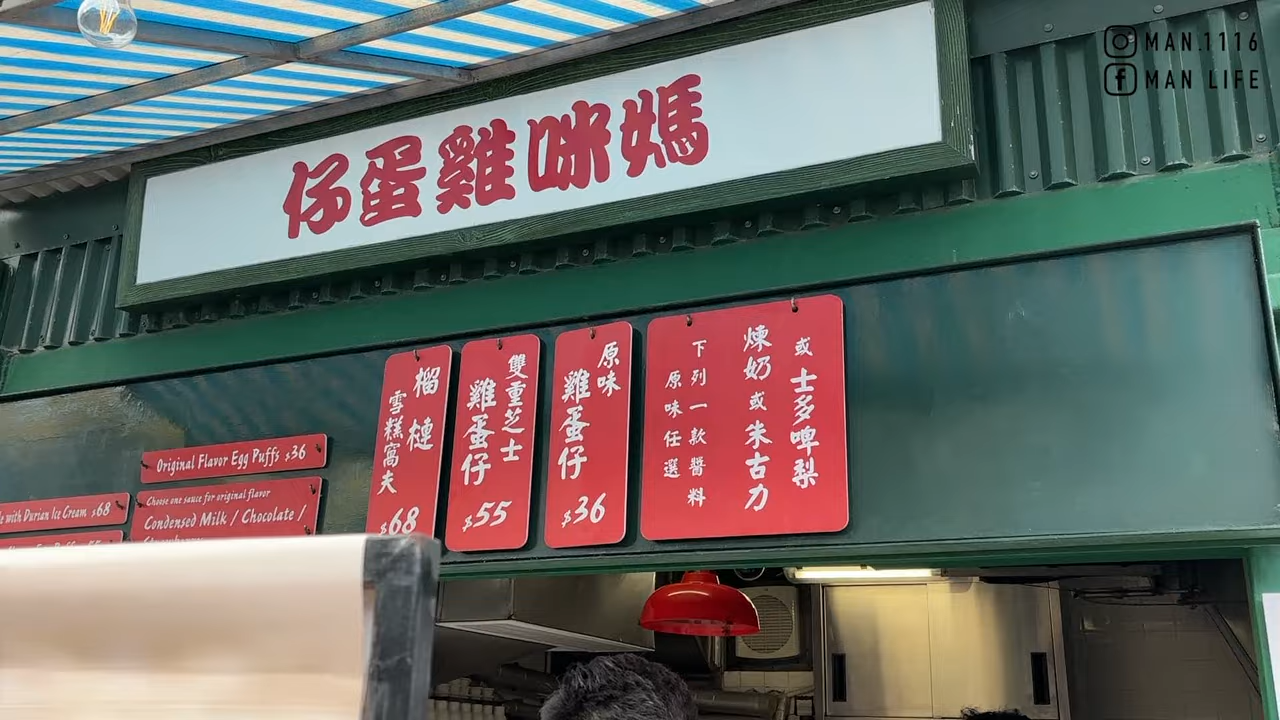 媽咪雞蛋仔
MAN.1116
MAN LIFE
榴槤
雪糕窩夫
$68
雙重芝士
雞蛋仔
$55
原味
雞蛋仔
$36
原味任選
下列一款醬料
煉奶或朱古力
或士多啤梨
Original Flavor Egg Puffs $36
Choose one sauce for original flavor
Condensed Milk / Chocolate /
with Durian Ice Cream $68